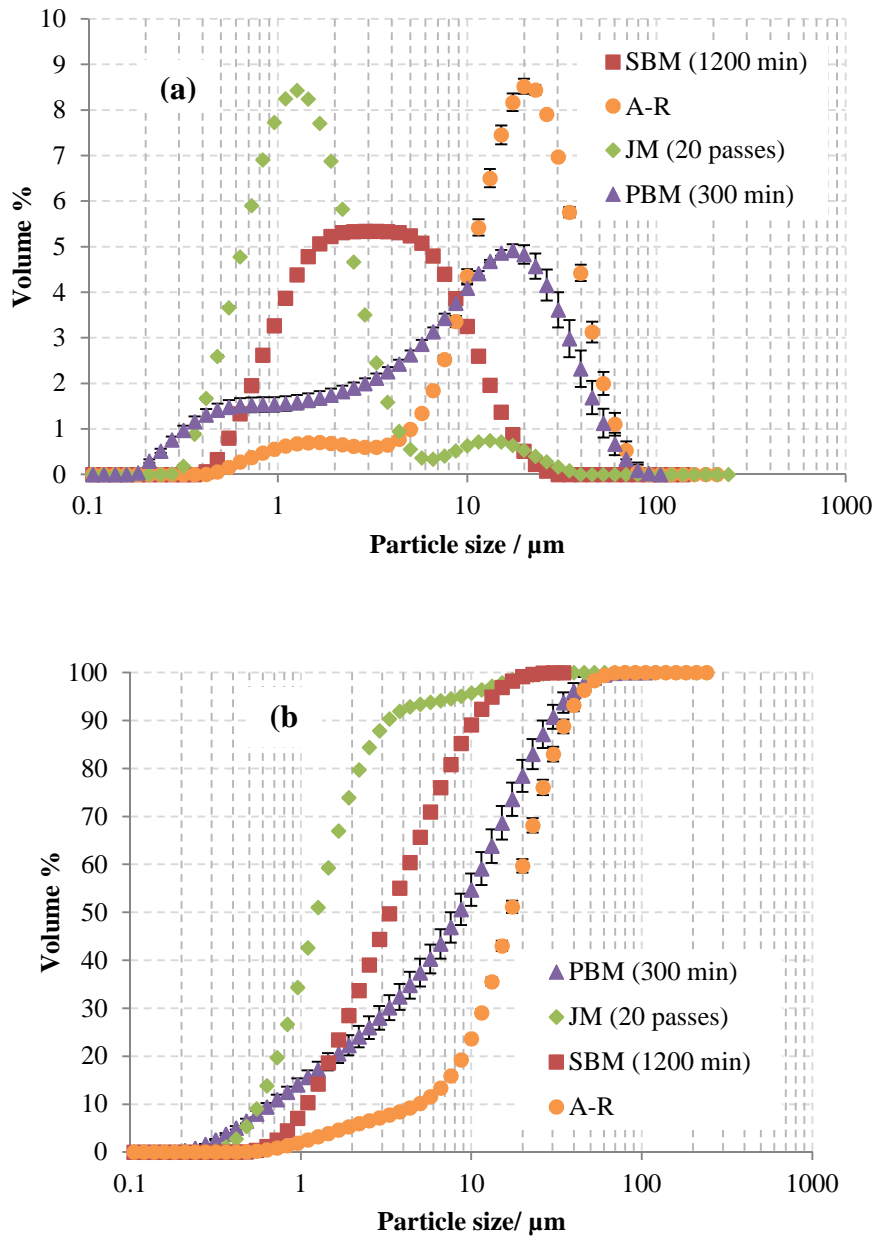 10
9
8
7
6
5
4
3
2
1
0
Volume %
(a)
SBM (1200 min)
A-R
JM (20 passes)
PBM (300 min)
0.1 1 10 100 1000
Particle size / µm
100
90
80
70
60
50
40
30
20
10
0
Volume %
(b
PBM (300 min)
JM (20 passes)
SBM (1200 min)
A-R
0.1 1 10 100 1000
Particle size/ µm